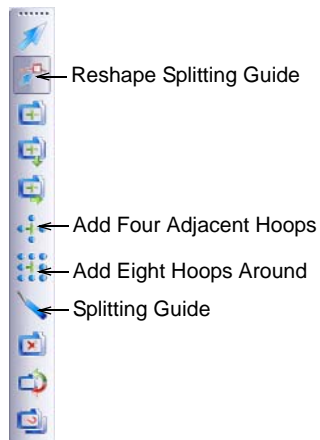 Reshape Splitting Guide
Add Four Adjacent Hoops
Add Eight Hoops Around
Splitting Guide